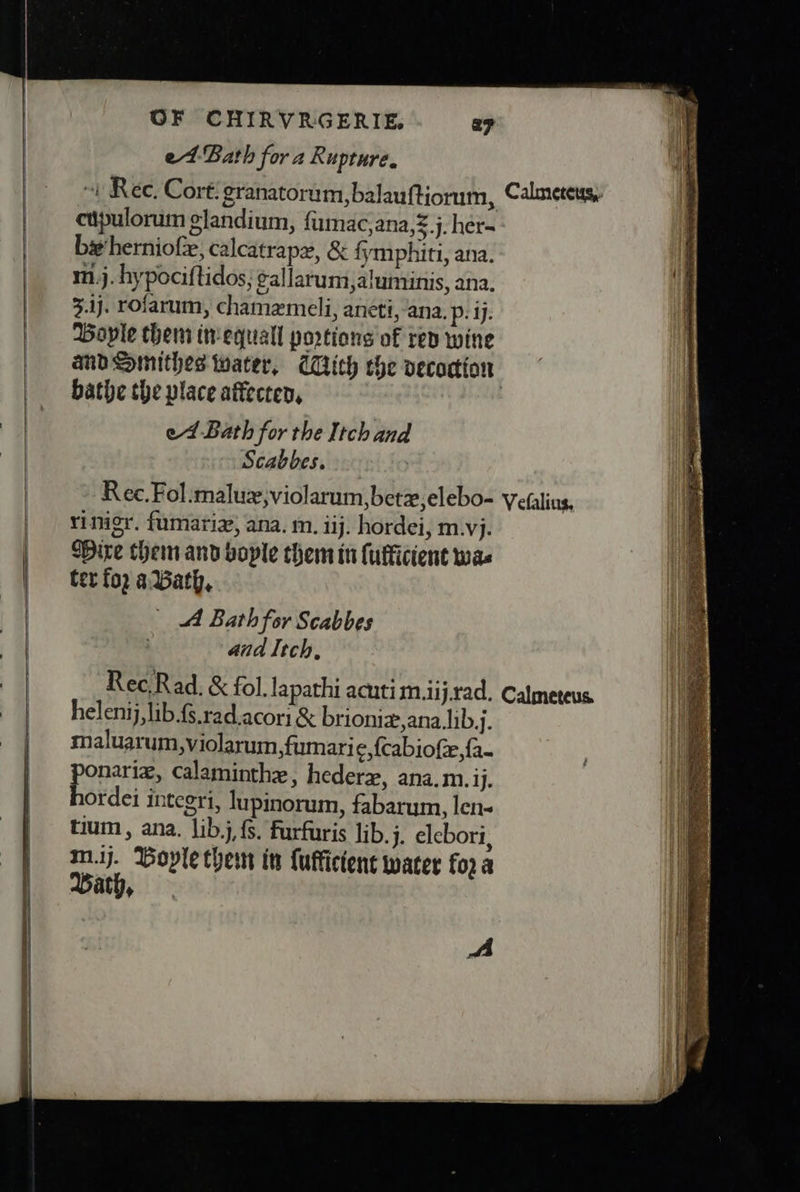 OF CHIRVRGERIE. 27
A Bath for a Rupture.
Rec. Cort. granatorum, balauſtiorum, Calmeteus,
cupulorum glandium, ſumac, ana, ℥.j. her-
bæ hernioſæ, calcatrapæ, & ſymphiti, ana.
m.j. hypociſtidos, gallarum, aluminis, ana.
ʒ.ij. roſarum, chamæmeli, aneti, ana. p. ij.
Boyle them in equall portions of red wine
and Smithes water, With the decoction
bathe the place affected,
A Bath for the Itch and
Scabbes.
Rec. Fol. maluæ, violarum, betæ, elebo- Veſalius,
ri nigr. fumariæ, ana. m. iij. hordei, m.vj.
Mixe them and boyle them in ſufficient wa-
ter for a Bath,
A Bath for Scabbes
and Itch,
Rec. Rad. & fol. lapathi acuti m.iij rad. Calmeteus.
helenij, lib.ſs. rad. acori & brioniæ, ana. lib.j.
maluarum, violarum, fumarie, ſcabioſæ, ſa-
ponariæ, calaminthæ, hederæ, ana. m. ij.
hordei integri, lupinorum, fabarum, len-
tium, ana. lib.j, ſs. furfuris lib.j. elebori,
m.ij. Boyle them in ſufficient water for a
Bath,
A